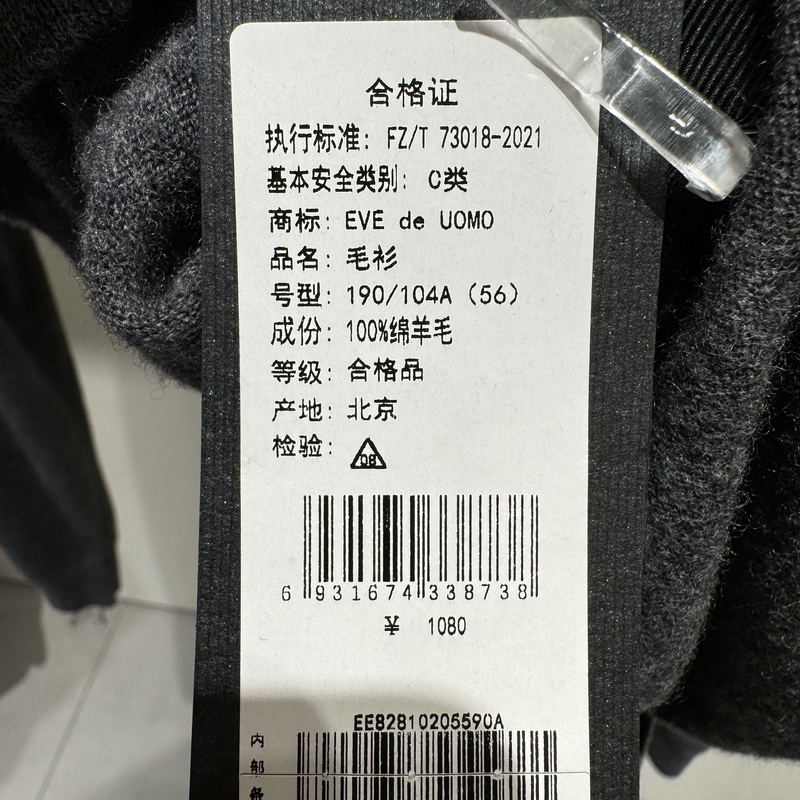 合格证
执行标准: FZ/T 73018-2021
基本安全类别: C类
商标: EVE de UOMO
品名: 毛衫
号型: 190/104A (56)
成份: 100%绵羊毛
等级: 合格品
产地: 北京
检验: 08
6 931674 338738
¥ 1080
EE82810205590A
内
部